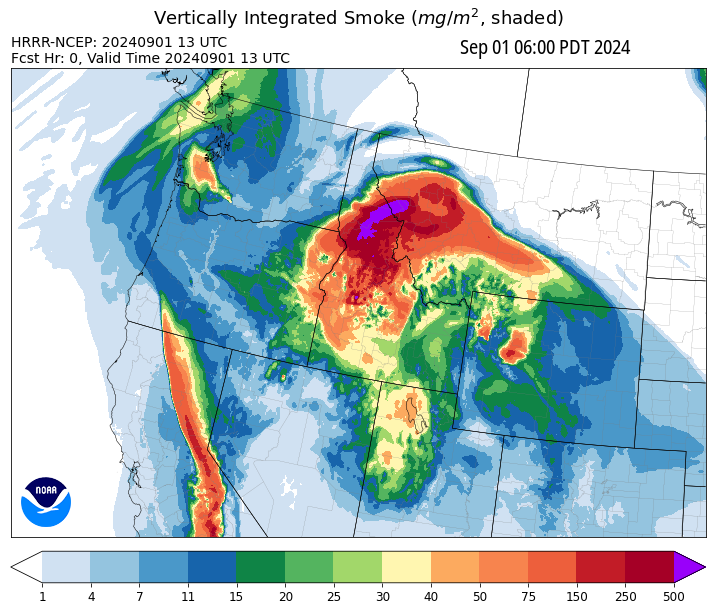 Vertically Integrated Smoke (mg/m², shaded)
HRRR-NCEP: 20240901 13 UTC
Sep 01 06:00 PDT 2024
Fcst Hr: 0, Valid Time 20240901 13 UTC
NOAA
1 4 7 11 15 20 25 30 40 50 75 150 250 500